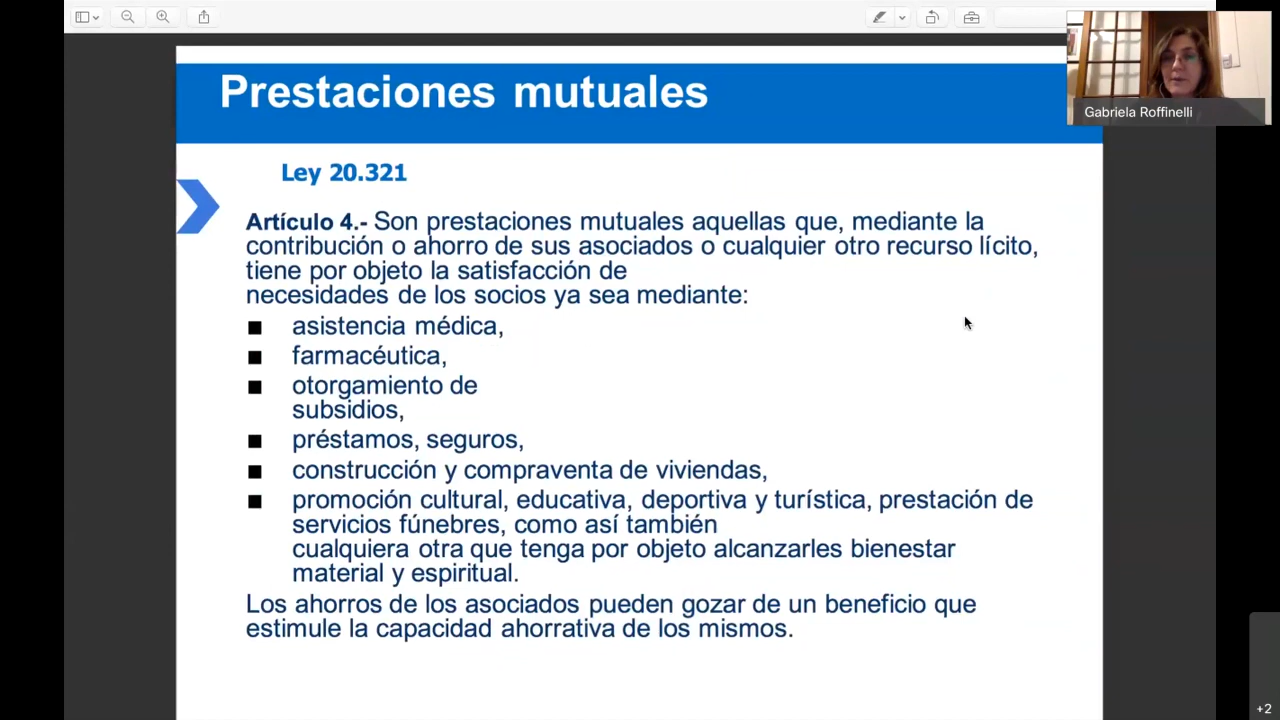 Prestaciones mutuales
Gabriela Roffinelli
Ley 20.321
Artículo 4.- Son prestaciones mutuales aquellas que, mediante la
contribución o ahorro de sus asociados o cualquier otro recurso lícito,
tiene por objeto la satisfacción de
necesidades de los socios ya sea mediante:
■ asistencia médica,
■ farmacéutica,
■ otorgamiento de
subsidios,
■ préstamos, seguros,
■ construcción y compraventa de viviendas,
■ promoción cultural, educativa, deportiva y turística, prestación de
servicios fúnebres, como así también
cualquiera otra que tenga por objeto alcanzarles bienestar
material y espiritual.
Los ahorros de los asociados pueden gozar de un beneficio que
estimule la capacidad ahorrativa de los mismos.
+2